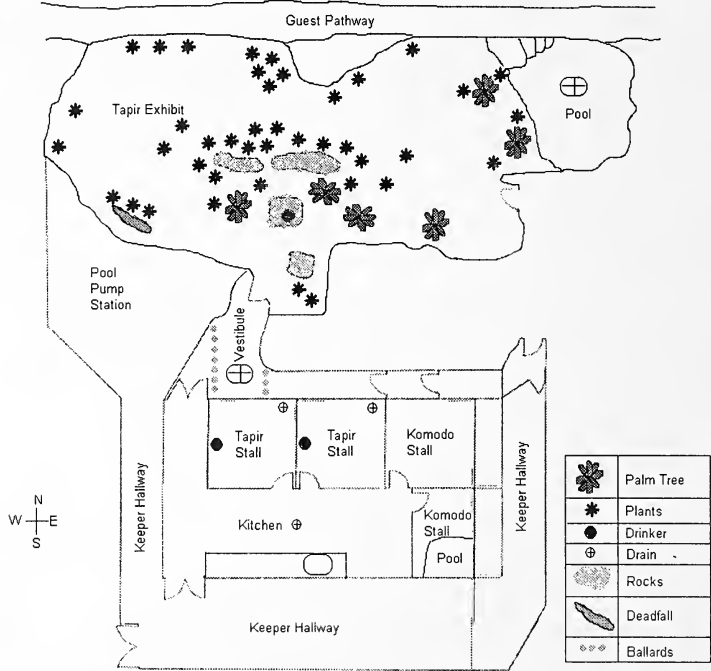 Guest Pathway
Tapir Exhibit
Pool
Pool
Pump
Station
Vestibule
Tapir
Stall
Tapir
Stall
Komodo
Stall
Keeper Hallway
Keeper Hallway
N
W E
S
Kitchen
Komodo
Stall
Pool
Keeper Hallway
Palm Tree
Plants
Drinker
Drain
Rocks
Deadfall
Ballards